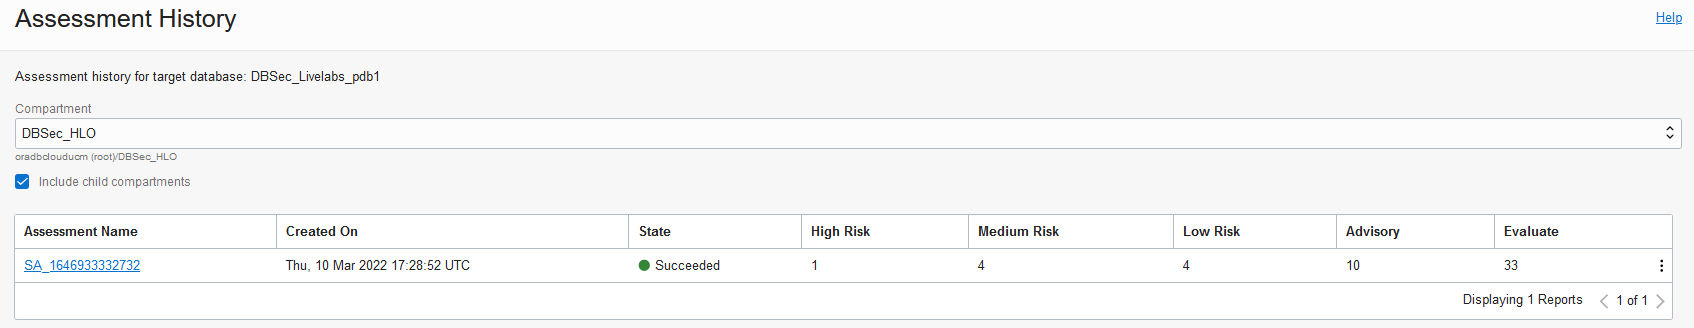 Assessment History
Help
Assessment history for target database: DBSec_Livelabs_pdb1
Compartment
DBSec_HLO
oradbclouducm (root)/DBSec_HLO
Include child compartments
Assessment Name Created On State High Risk Medium Risk Low Risk Advisory Evaluate
SA_1646933332732 Thu, 10 Mar 2022 17:28:52 UTC Succeeded 1 4 4 10 33
Displaying 1 Reports 1 of 1